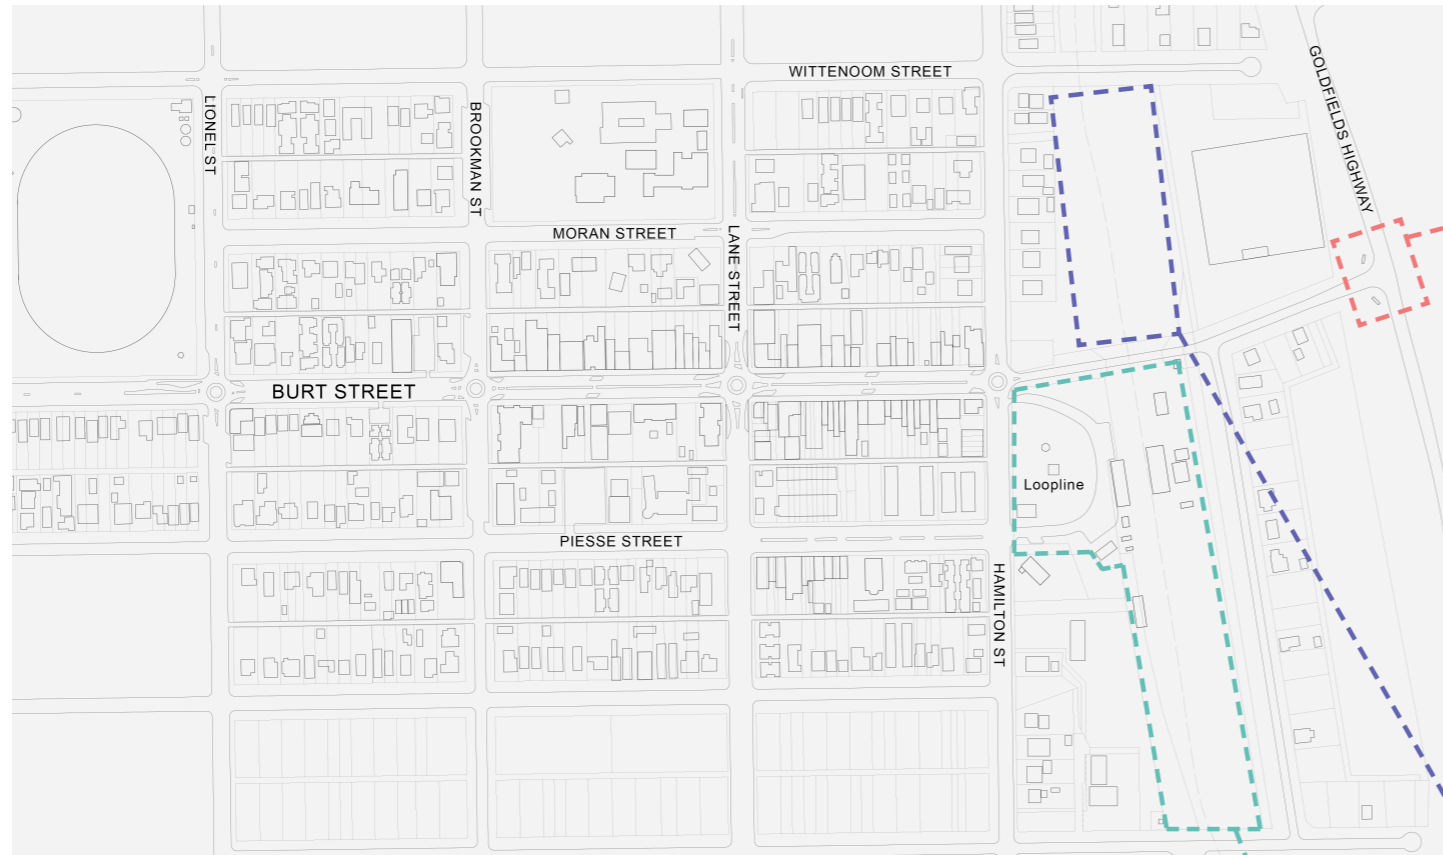 WITTENOOM STREET
GOLDFIELDS HIGHWAY
LIONEL ST
BROOKMAN ST
MORAN STREET
LANE STREET
BURT STREET
Loopline
PIESSE STREET
HAMILTON ST